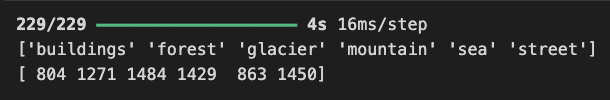 229/229 ━━━━━━━━━━━━━━━━━━━━ 4s 16ms/step
['buildings' 'forest' 'glacier' 'mountain' 'sea' 'street']
[ 804 1271 1484 1429  863 1450]